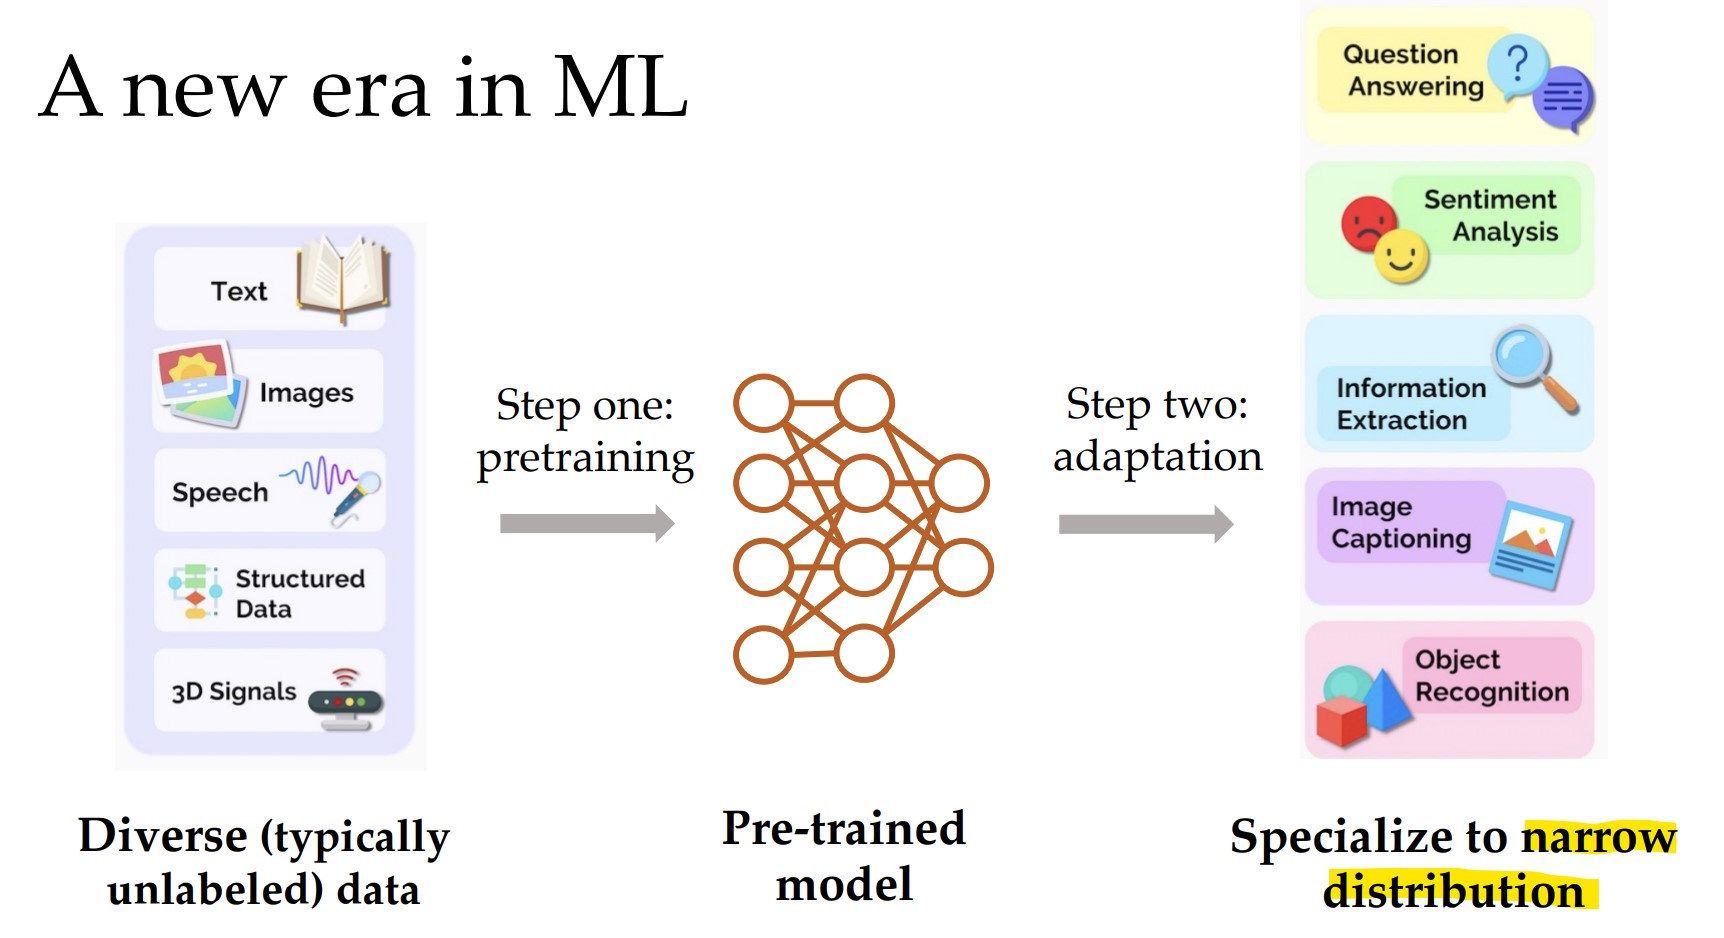 A new era in ML
Text
Images
Speech
Structured
Data
3D Signals
Diverse (typically
unlabeled) data
Step one:
pretraining
Pre-trained
model
Step two:
adaptation
Question
Answering
?
Sentiment
Analysis
Information
Extraction
Image
Captioning
Object
Recognition
Specialize to narrow
distribution